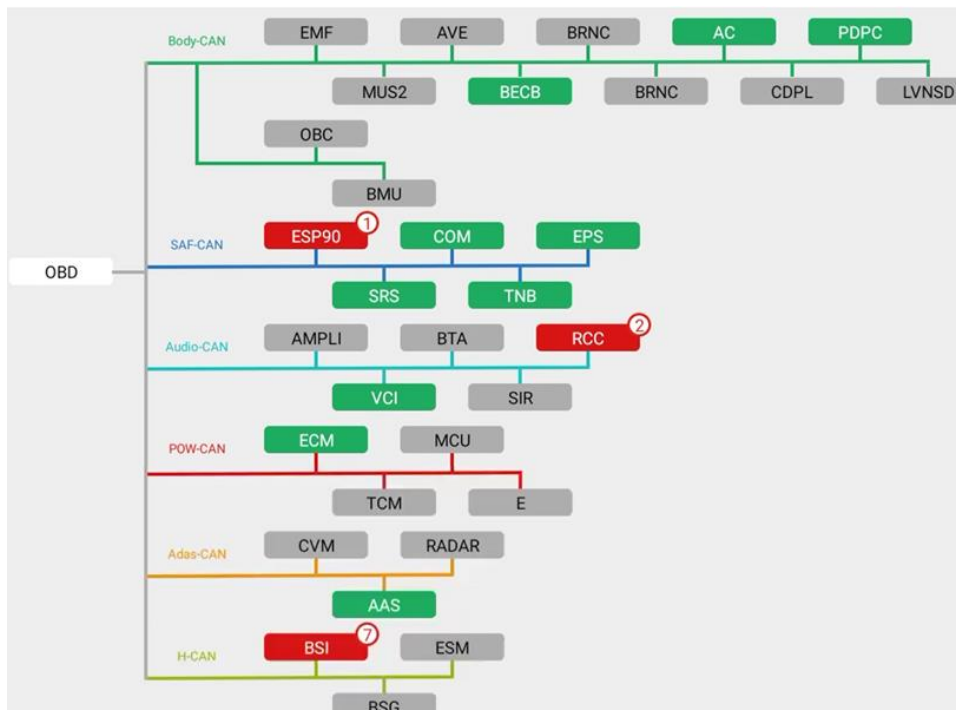 Body-CAN
EMF
AVE
BRNC
AC
PDPC
MUS2
BECB
BRNC
CDPL
LVNSD
OBC
BMU
SAF-CAN
ESP90
1
COM
EPS
OBD
SRS
TNB
Audio-CAN
AMPLI
BTA
RCC
2
VCI
SIR
POW-CAN
ECM
MCU
TCM
E
Adas-CAN
CVM
RADAR
AAS
H-CAN
BSI
7
ESM
BSG